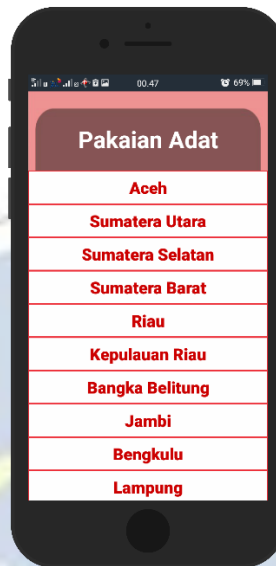 00.47
69%
Pakaian Adat
Aceh
Sumatera Utara
Sumatera Selatan
Sumatera Barat
Riau
Kepulauan Riau
Bangka Belitung
Jambi
Bengkulu
Lampung